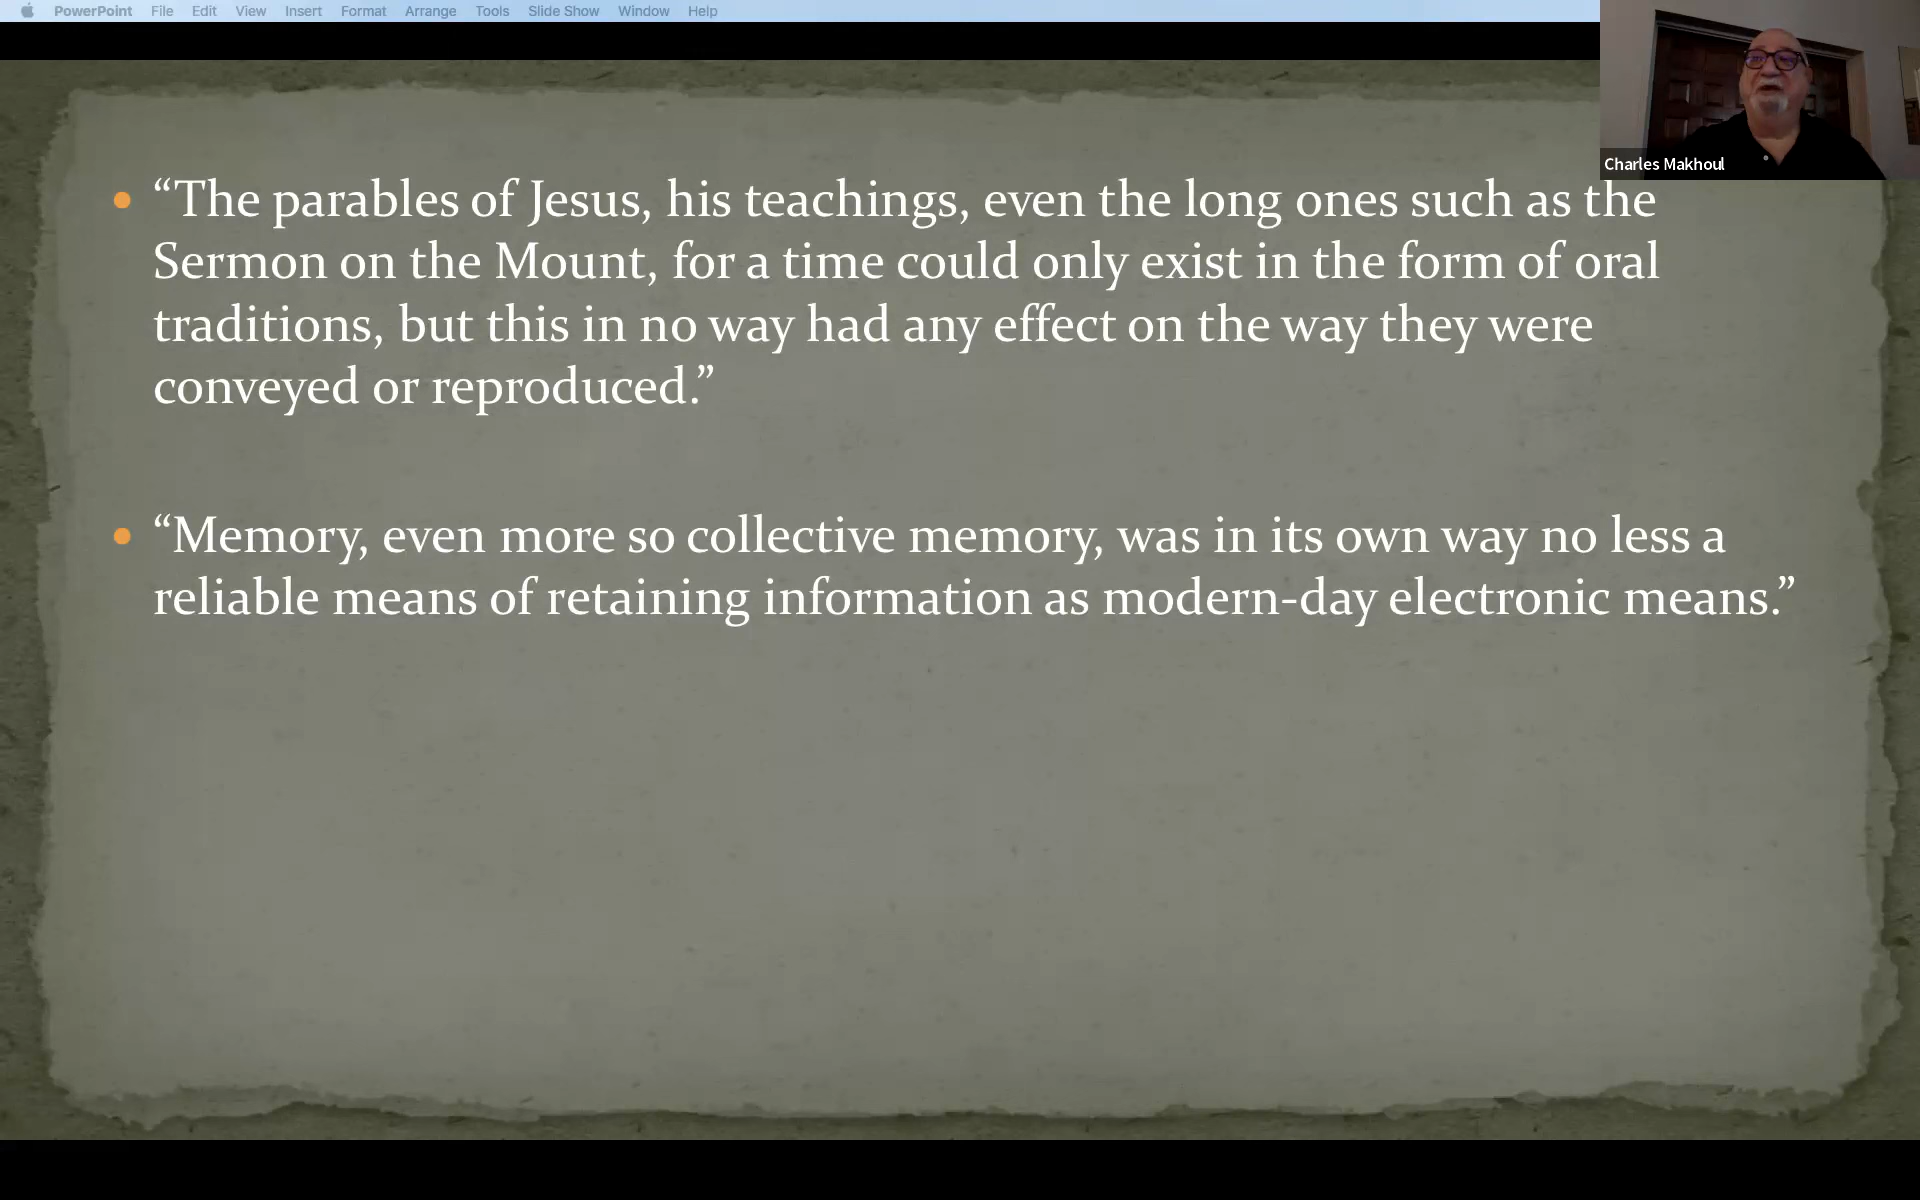 PowerPoint File Edit View Insert Format Arrange Tools Slide Show Window Help
Charles Makhoul
• “The parables of Jesus, his teachings, even the long ones such as the
Sermon on the Mount, for a time could only exist in the form of oral
traditions, but this in no way had any effect on the way they were
conveyed or reproduced.”
• “Memory, even more so collective memory, was in its own way no less a
reliable means of retaining information as modern-day electronic means.”